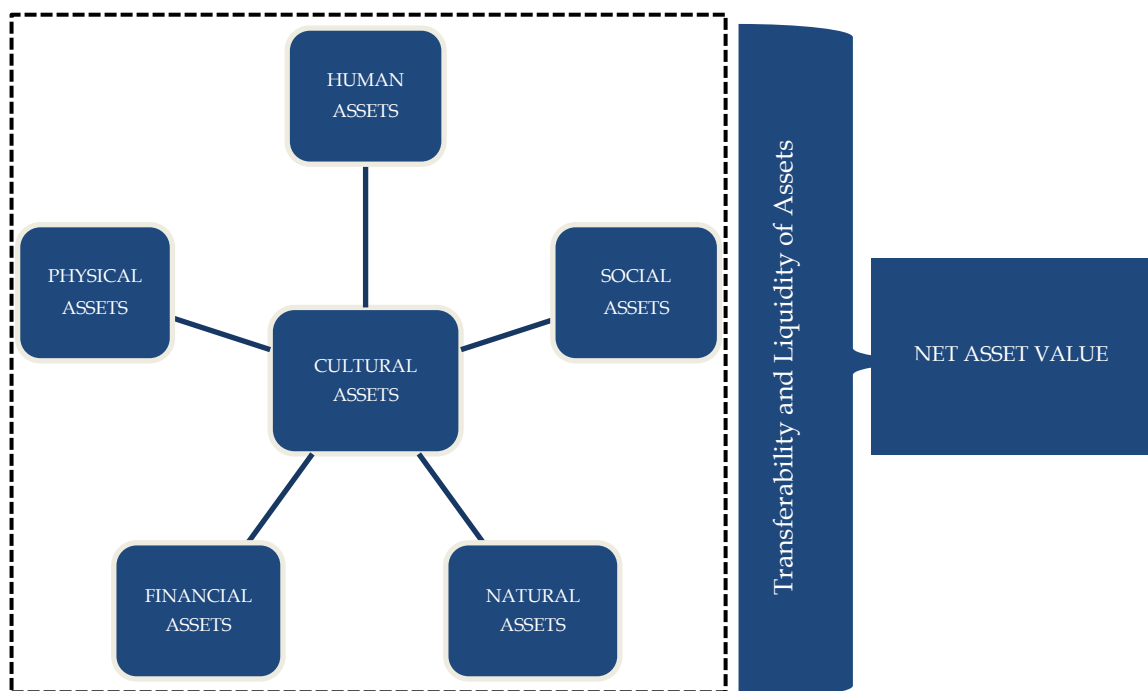 HUMAN
ASSETS
PHYSICAL
ASSETS
SOCIAL
ASSETS
CULTURAL
ASSETS
FINANCIAL
ASSETS
NATURAL
ASSETS
Transferability and Liquidity of Assets
NET ASSET VALUE